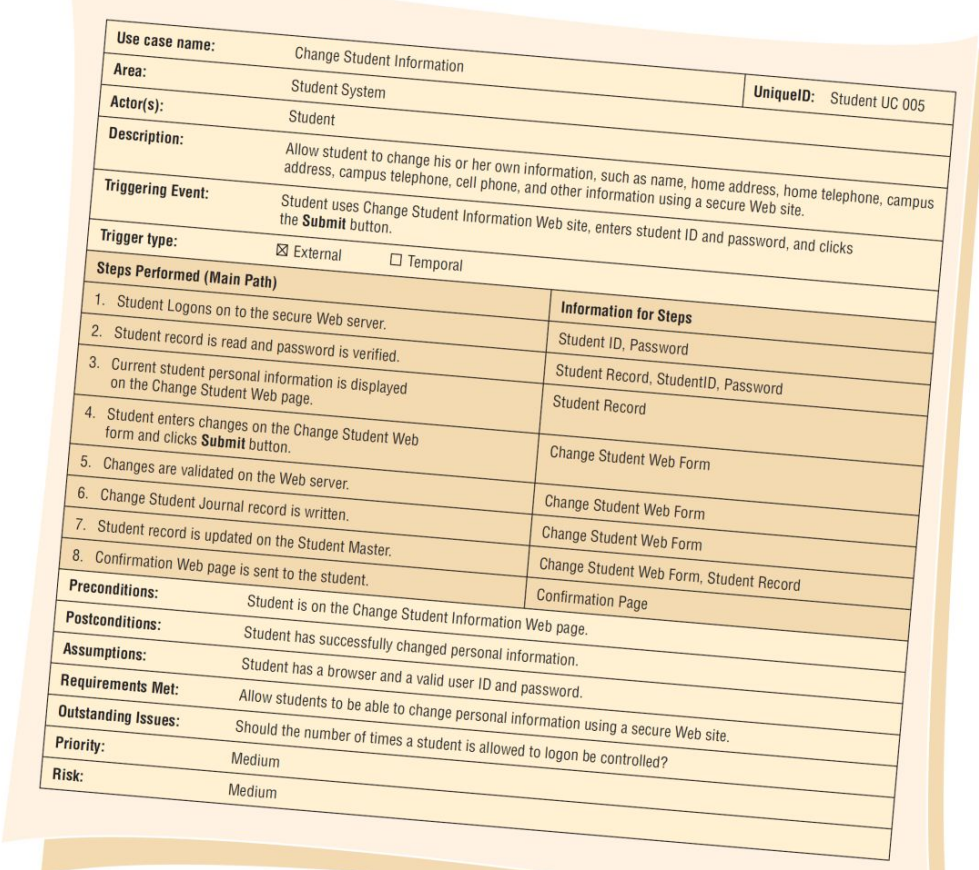 Use case name: Change Student Information UniqueID: Student UC 005
Area: Student System
Actor(s): Student
Description: Allow student to change his or her own information, such as name, home address, home telephone, campus
address, campus telephone, cell phone, and other information using a secure Web site.
Triggering Event: Student uses Change Student Information Web site, enters student ID and password, and clicks
the Submit button.
Trigger type: ☒ External ☐ Temporal
Steps Performed (Main Path) Information for Steps
1. Student Logons on to the secure Web server. Student ID, Password
2. Student record is read and password is verified. Student Record, StudentID, Password
3. Current student personal information is displayed Student Record
on the Change Student Web page.
4. Student enters changes on the Change Student Web Change Student Web Form
form and clicks Submit button.
5. Changes are validated on the Web server. Change Student Web Form
6. Change Student Journal record is written. Change Student Web Form
7. Student record is updated on the Student Master. Change Student Web Form, Student Record
8. Confirmation Web page is sent to the student. Confirmation Page
Preconditions: Student is on the Change Student Information Web page.
Postconditions: Student has successfully changed personal information.
Assumptions: Student has a browser and a valid user ID and password.
Requirements Met: Allow students to be able to change personal information using a secure Web site.
Outstanding Issues: Should the number of times a student is allowed to logon be controlled?
Priority: Medium
Risk: Medium